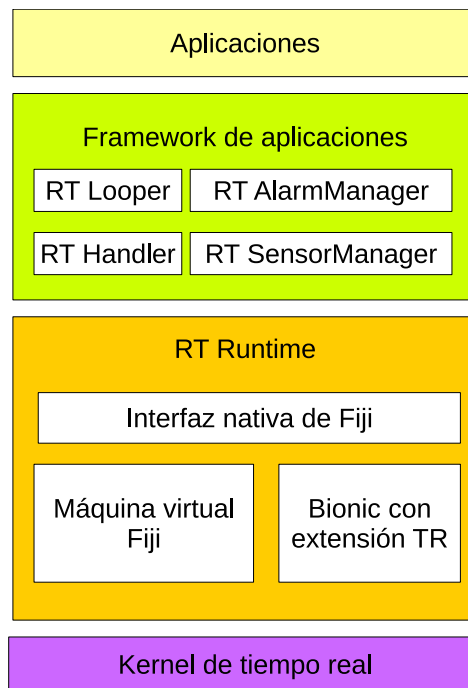 Aplicaciones
Framework de aplicaciones
RT Looper
RT AlarmManager
RT Handler
RT SensorManager
RT Runtime
Interfaz nativa de Fiji
Máquina virtual
Fiji
Bionic con
extensión TR
Kernel de tiempo real